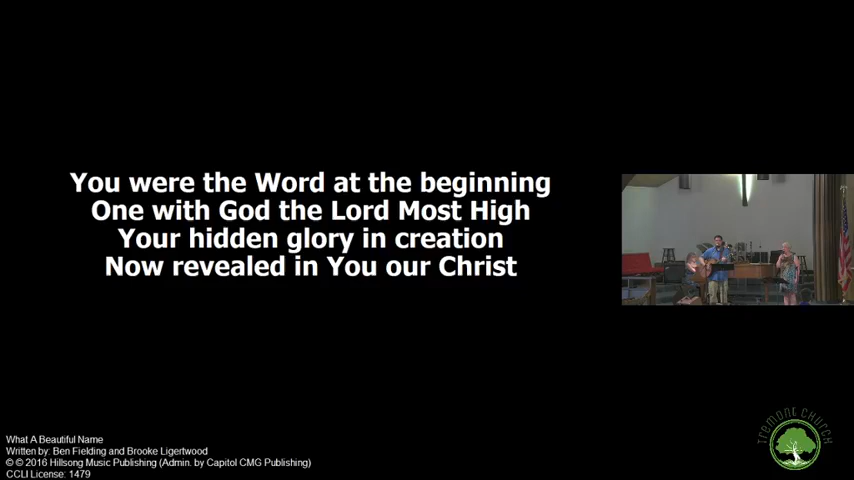 You were the Word at the beginning
One with God the Lord Most High
Your hidden glory in creation
Now revealed in You our Christ
TREMONT CHURCH
What A Beautiful Name
Written by: Ben Fielding and Brooke Ligertwood
© © 2016 Hillsong Music Publishing (Admin. by Capitol CMG Publishing)
CCLI License: 1479